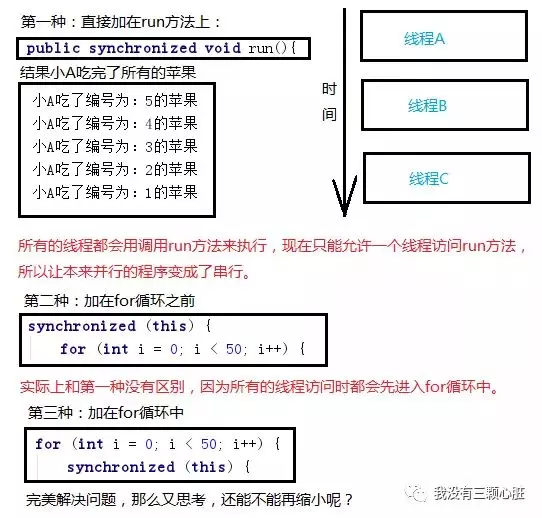 第一种：直接加在run方法上：
public synchronized void run(){
结果小A吃完了所有的苹果
小A吃了编号为：5的苹果
小A吃了编号为：4的苹果
小A吃了编号为：3的苹果
小A吃了编号为：2的苹果
小A吃了编号为：1的苹果
时
间
线程A
线程B
线程C
所有的线程都会用调用run方法来执行，现在只能允许一个线程访问run方法，
所以让本来并行的程序变成了串行。
第二种：加在for循环之前
synchronized (this) {
for (int i = 0; i < 50; i++) {
实际上和第一种没有区别，因为所有的线程访问时都会先进入for循环中。
第三种：加在for循环中
for (int i = 0; i < 50; i++) {
synchronized (this) {
完美解决问题，那么又思考，还能不能再缩小呢？
我没有三颗心脏